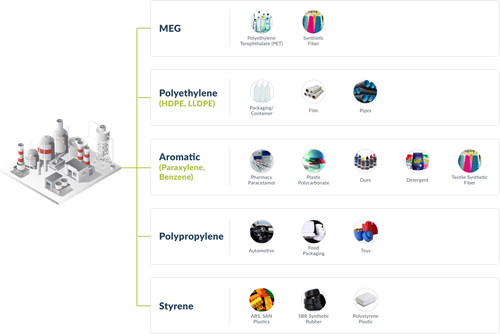 MEG
Polyethylene
Terephthalate (PET)
Synthetic
Fiber
Polyethylene
(HDPE, LLDPE)
Packaging/
Container
Film
Pipes
Aromatic
(Paraxylene,
Benzene)
Pharmacy
Paracetamol
Plastic
Polycarbonate
Dyes
Detergent
Textile Synthetic
Fiber
Polypropylene
Automotive
Food
Packaging
Toys
Styrene
ABS, SAN
Plastics
SBR Synthetic
Rubber
Polystyrene
Plastic